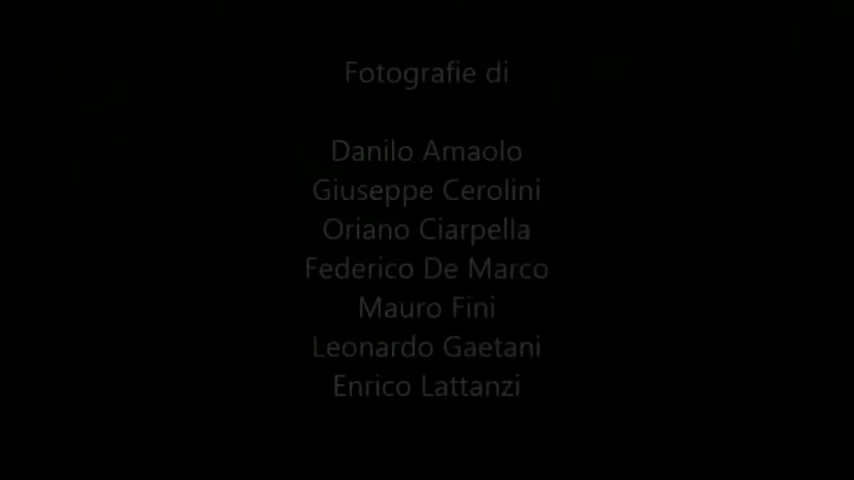 Fotografie di
Danilo Amaolo
Giuseppe Cerolini
Oriano Ciarpella
Federico De Marco
Mauro Fini
Leonardo Gaetani
Enrico Lattanzi